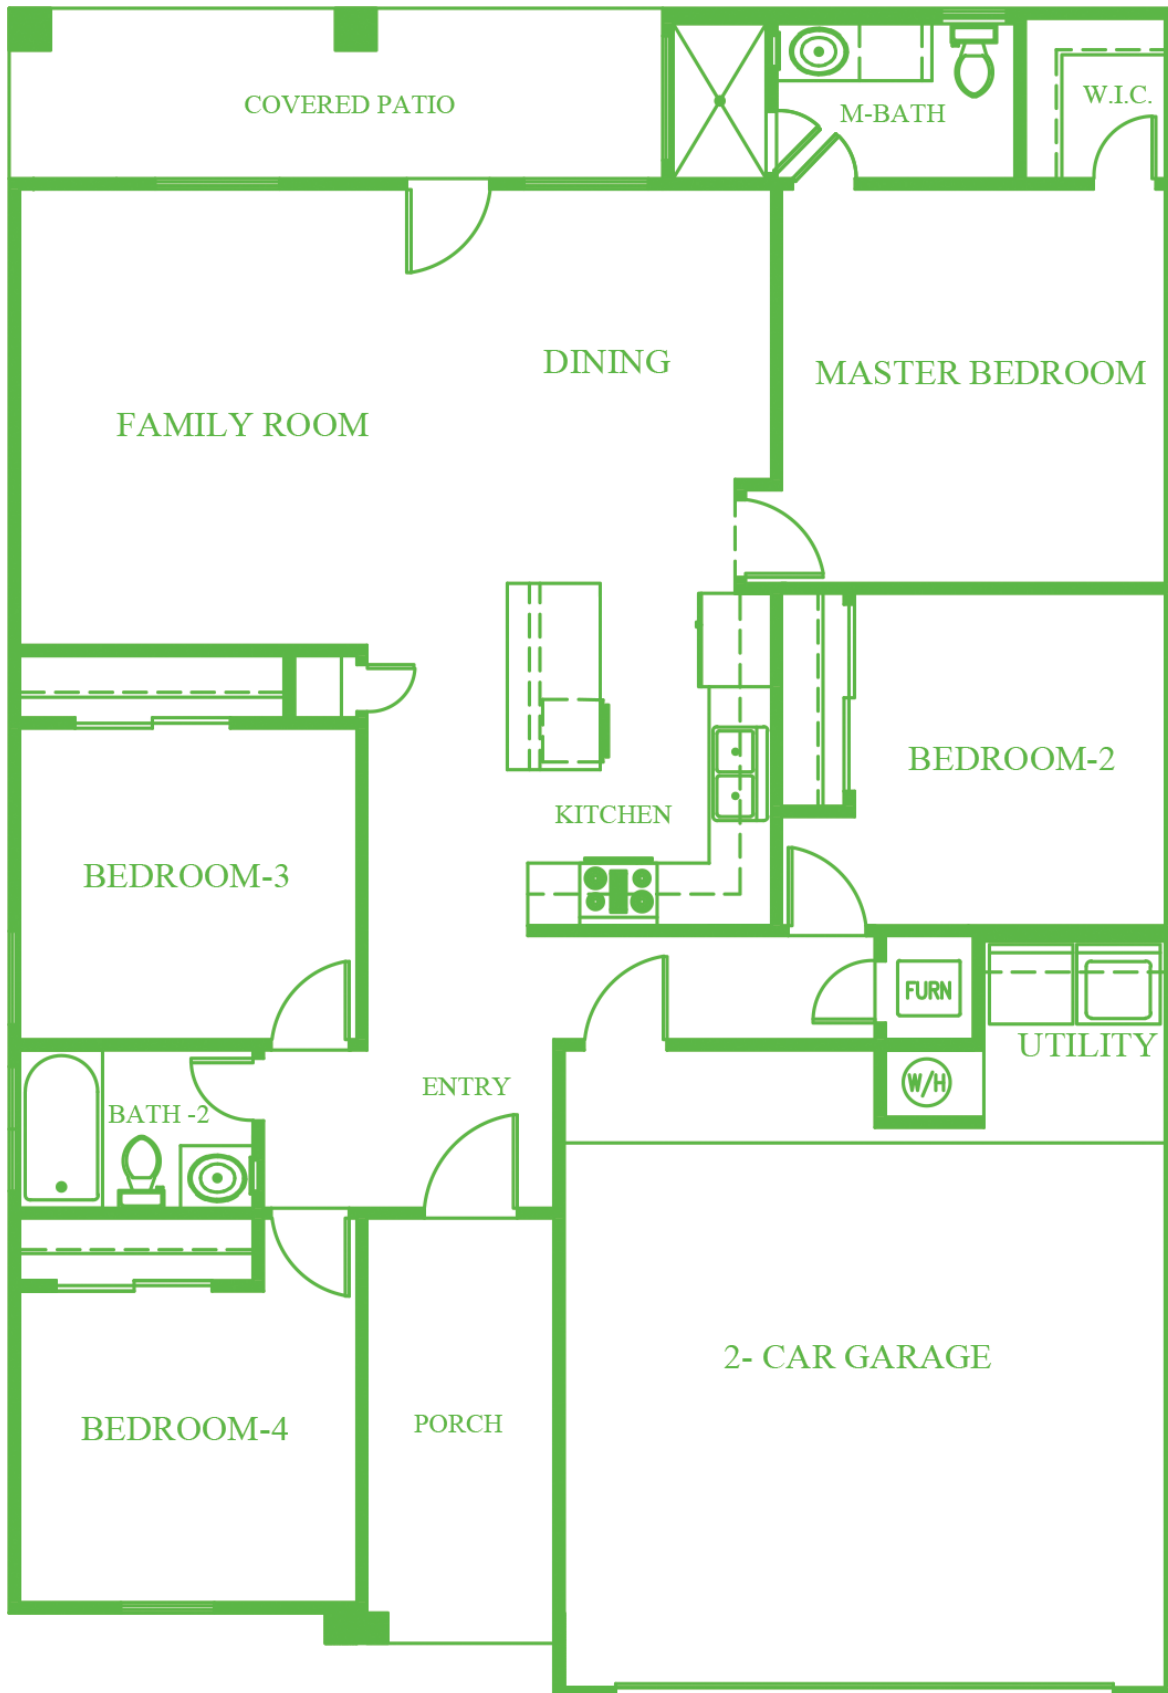 COVERED PATIO
M-BATH
W.I.C.
DINING
MASTER BEDROOM
FAMILY ROOM
BEDROOM-2
KITCHEN
BEDROOM-3
FURN
UTILITY
W/H
ENTRY
BATH -2
2- CAR GARAGE
PORCH
BEDROOM-4